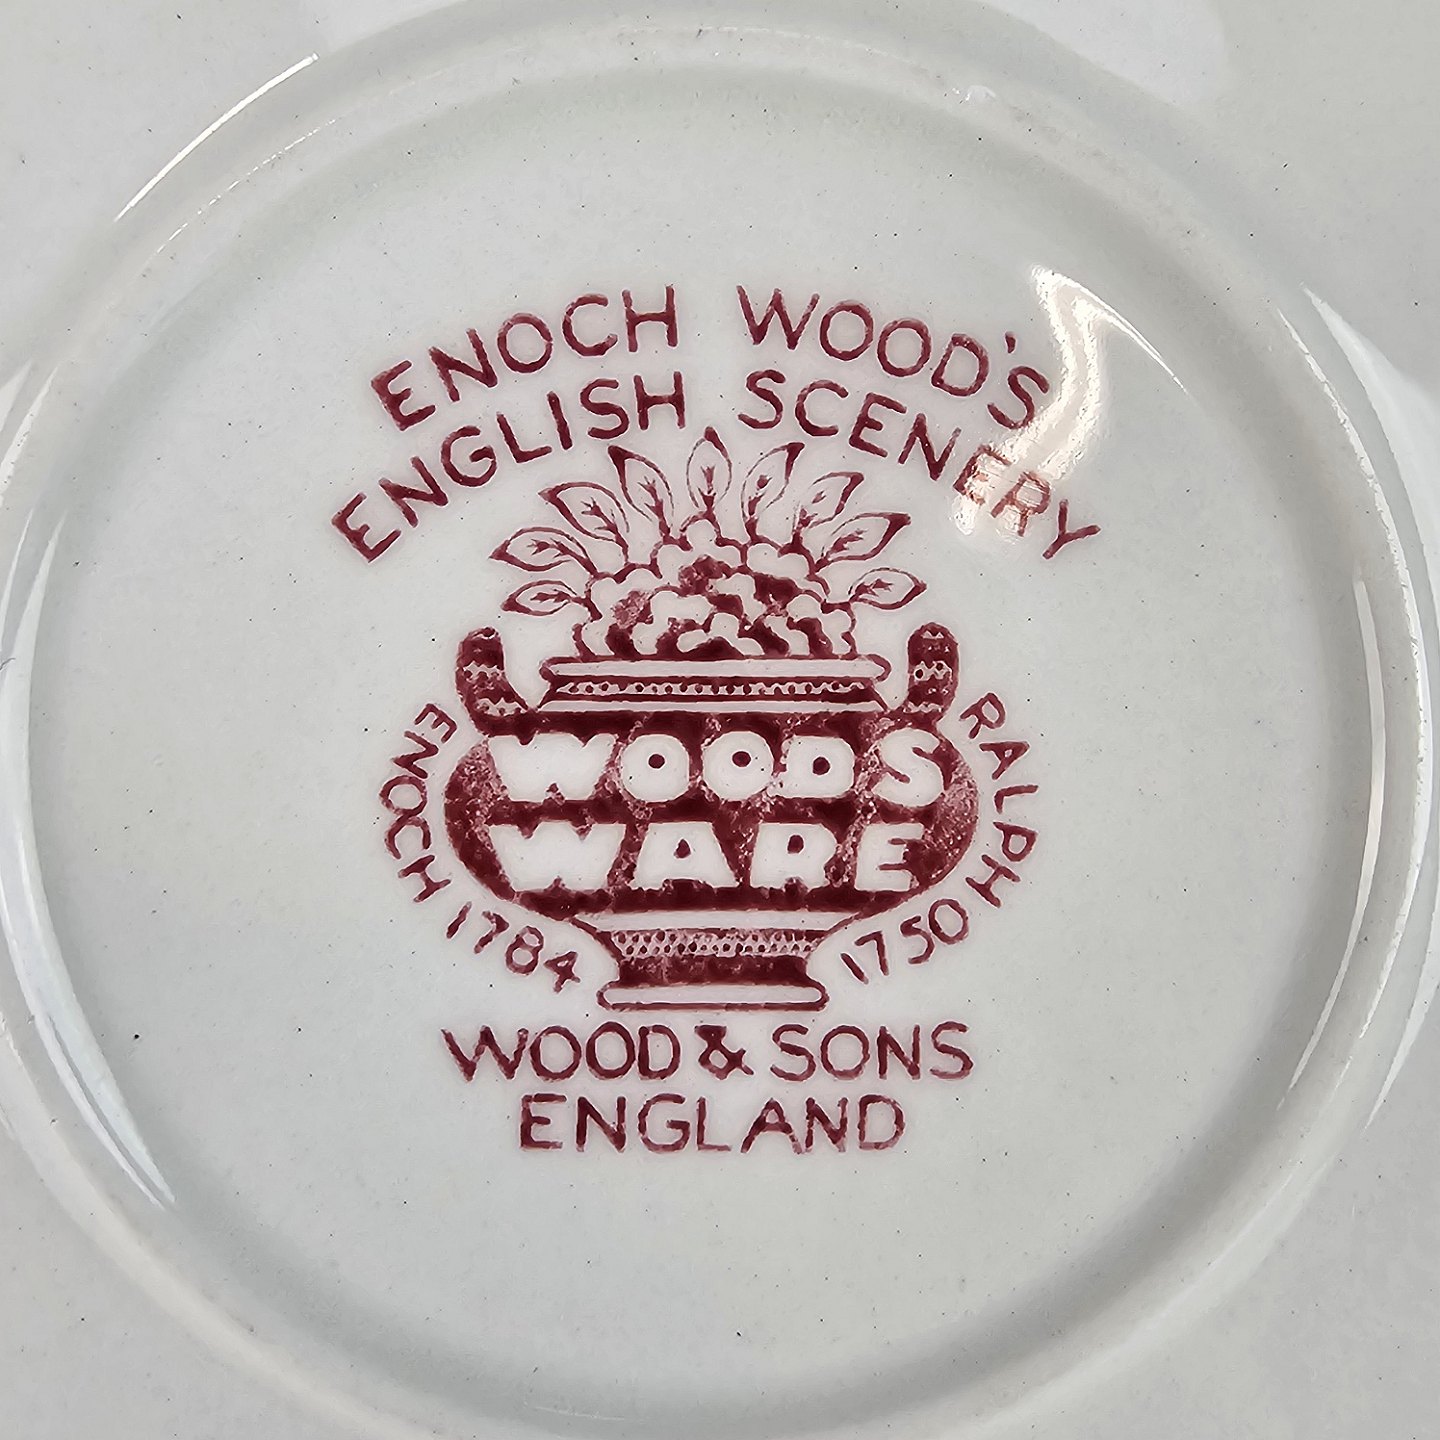 ENOCH WOOD'S
ENGLISH SCENERY
WOODS
WARE
ENOCH 1784
RALPH 1750
WOOD & SONS
ENGLAND